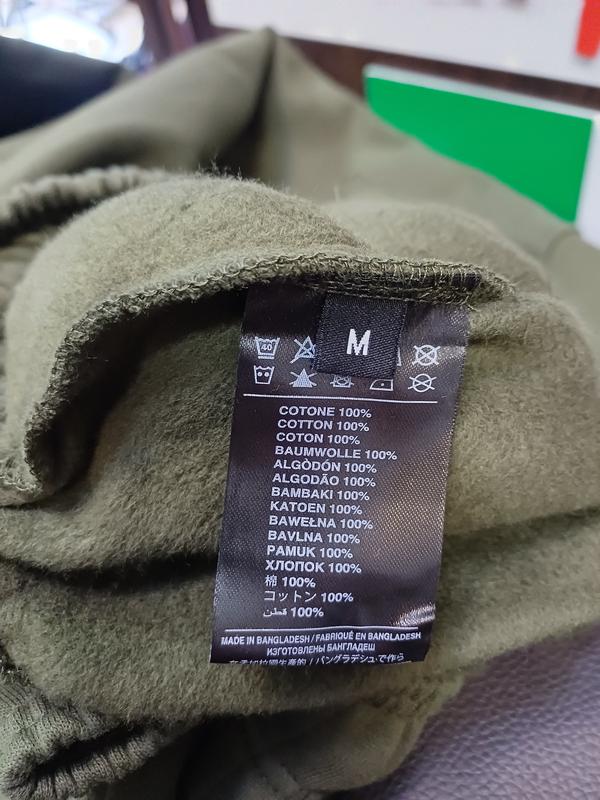 M
40
COTONE 100%
COTTON 100%
COTON 100%
BAUMWOLLE 100%
ALGÒDÓN 100%
ALGODÃO 100%
BAMBAKI 100%
KATOEN 100%
BAWEŁNA 100%
BAVLNA 100%
PAMUK 100%
ХЛОПОК 100%
棉 100%
コットン 100%
قطن 100%
MADE IN BANGLADESH / FABRIQUÉ EN BANGLADESH
ИЗГОТОВЛЕНЫ БАНГЛАДЕШ
/ バングラデシュで作ら